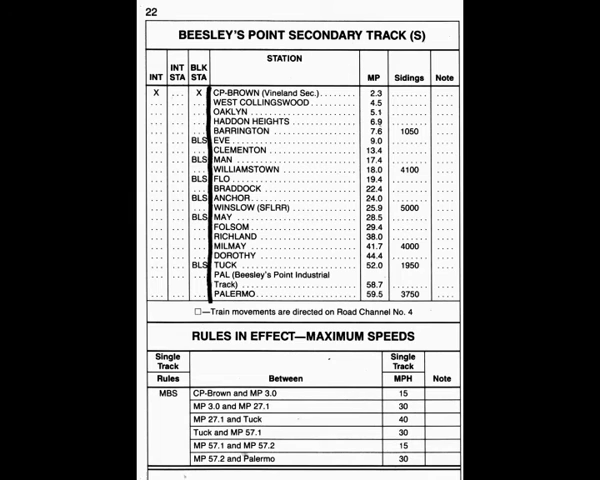 22
BEESLEY'S POINT SECONDARY TRACK (S)
INT INT STA BLK STA STATION MP Sidings Note
X ... X CP-BROWN (Vineland Sec.) 2.3
WEST COLLINGSWOOD 4.5
OAKLYN 5.1
HADDON HEIGHTS 6.9
BARRINGTON 7.6 1050
BLS EVE 9.0
CLEMENTON 13.4
BLS MAN 17.4
WILLIAMSTOWN 18.0 4100
BLS FLO 19.4
BRADDOCK 22.4
BLS ANCHOR 24.0
WINSLOW (SFLRR) 25.9 5000
BLS MAY 28.5
FOLSOM 29.4
RICHLAND 38.0
MILMAY 41.7 4000
DOROTHY 44.4
BLS TUCK 52.0 1950
PAL (Beesley's Point Industrial
Track) 58.7
PALERMO 59.5 3750
□—Train movements are directed on Road Channel No. 4
RULES IN EFFECT—MAXIMUM SPEEDS
Single Track Rules Between Single Track MPH Note
MBS CP-Brown and MP 3.0 15
MP 3.0 and MP 27.1 30
MP 27.1 and Tuck 40
Tuck and MP 57.1 30
MP 57.1 and MP 57.2 15
MP 57.2 and Palermo 30